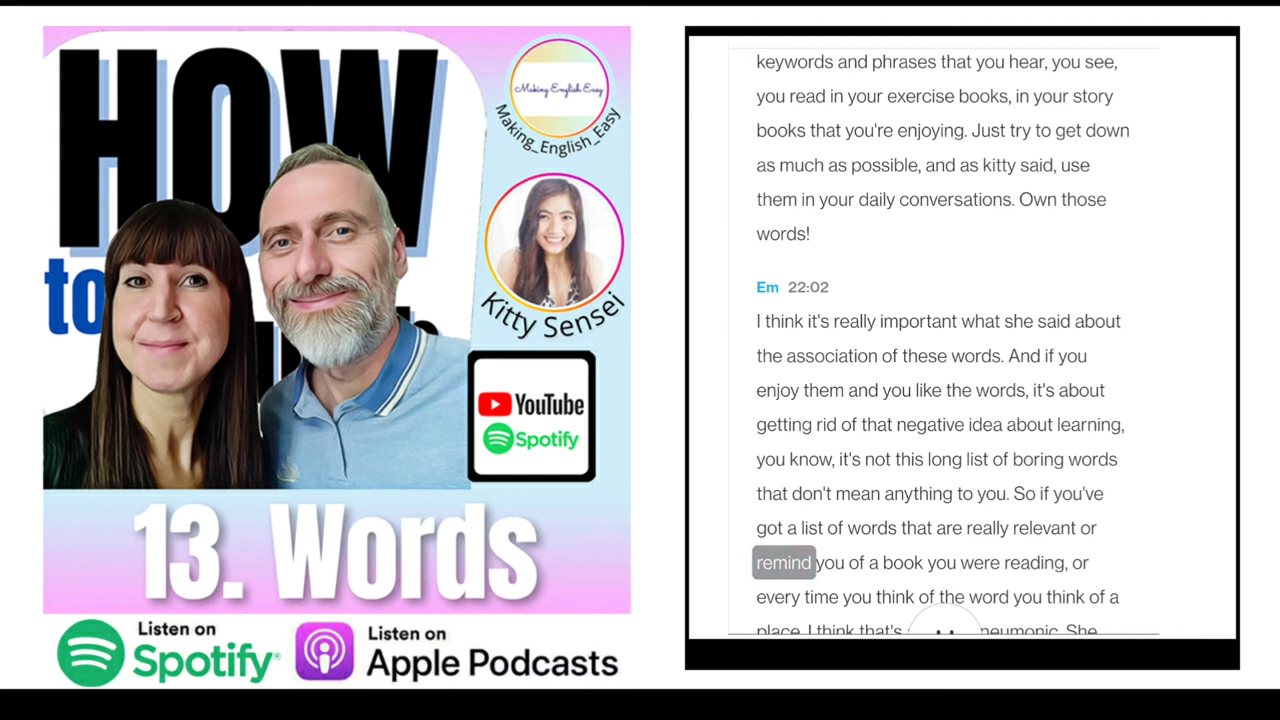 HOW
to
Making English Easy
Making_English_Easy
Kitty Sensei
YouTube
Spotify
13. Words
Listen on
Spotify
Listen on
Apple Podcasts
keywords and phrases that you hear, you see,
you read in your exercise books, in your story
books that you're enjoying. Just try to get down
as much as possible, and as kitty said, use
them in your daily conversations. Own those
words!
Em 22:02
I think it's really important what she said about
the association of these words. And if you
enjoy them and you like the words, it's about
getting rid of that negative idea about learning,
you know, it's not this long list of boring words
that don't mean anything to you. So if you've
got a list of words that are really relevant or
remind you of a book you were reading, or
every time you think of the word you think of a
place. I think that's neumonic. She